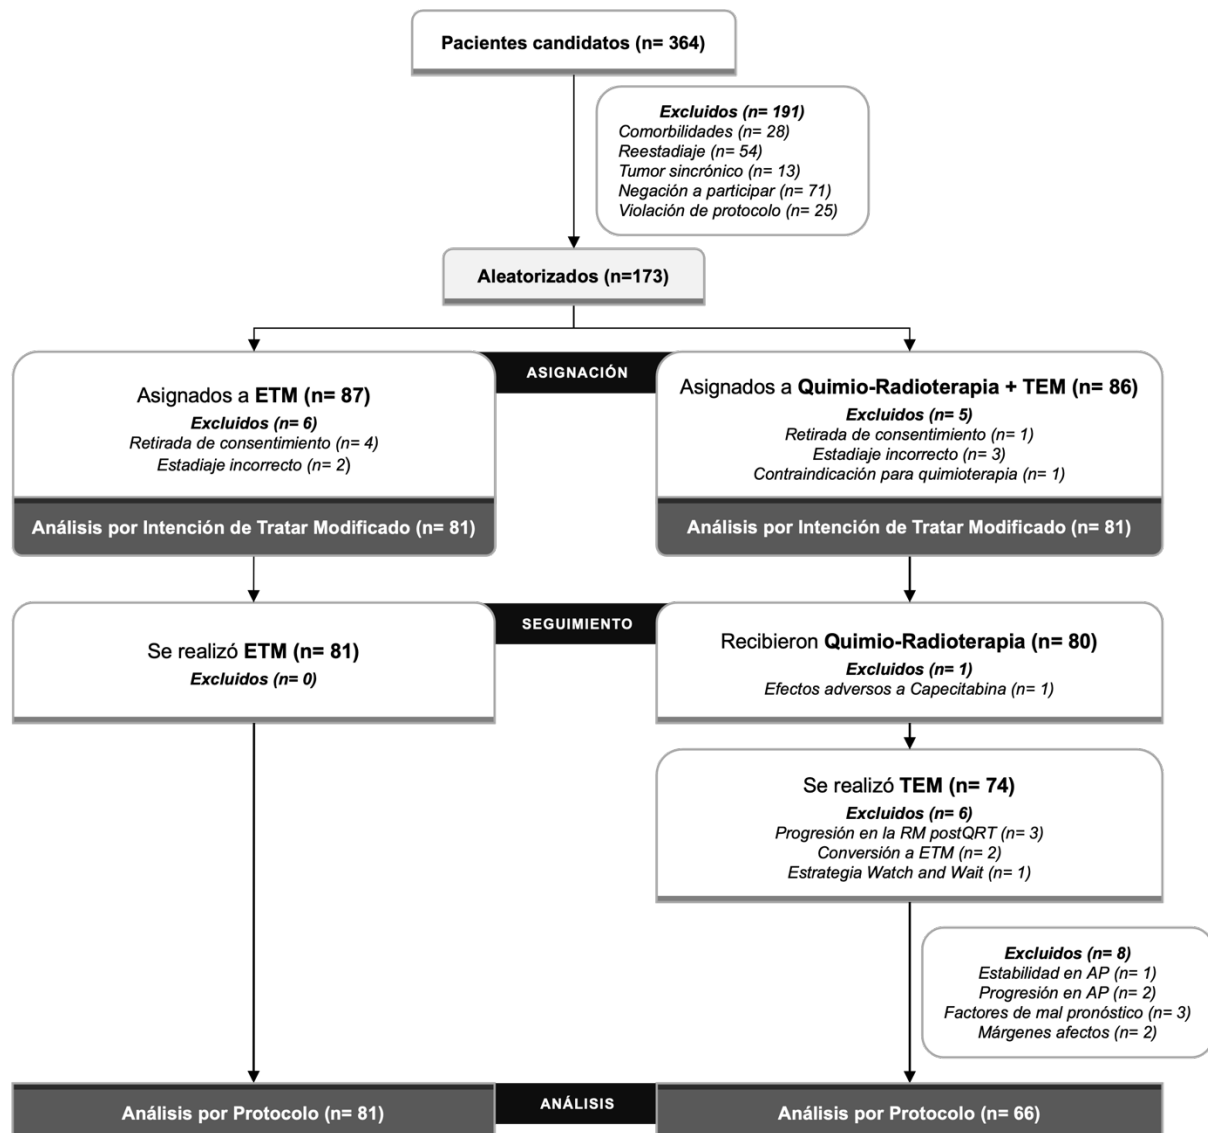 Pacientes candidatos (n= 364)
Excluidos (n= 191)
Comorbilidades (n= 28)
Reestadiaje (n= 54)
Tumor sincrónico (n= 13)
Negación a participar (n= 71)
Violación de protocolo (n= 25)
Aleatorizados (n=173)
ASIGNACIÓN
Asignados a ETM (n= 87)
Excluidos (n= 6)
Retirada de consentimiento (n= 4)
Estadiaje incorrecto (n= 2)
Análisis por Intención de Tratar Modificado (n= 81)
Asignados a Quimio-Radioterapia + TEM (n= 86)
Excluidos (n= 5)
Retirada de consentimiento (n= 1)
Estadiaje incorrecto (n= 3)
Contraindicación para quimioterapia (n= 1)
Análisis por Intención de Tratar Modificado (n= 81)
SEGUIMIENTO
Se realizó ETM (n= 81)
Excluidos (n= 0)
Recibieron Quimio-Radioterapia (n= 80)
Excluidos (n= 1)
Efectos adversos a Capecitabina (n= 1)
Se realizó TEM (n= 74)
Excluidos (n= 6)
Progresión en la RM postQRT (n= 3)
Conversión a ETM (n= 2)
Estrategia Watch and Wait (n= 1)
Excluidos (n= 8)
Estabilidad en AP (n= 1)
Progresión en AP (n= 2)
Factores de mal pronóstico (n= 3)
Márgenes afectos (n= 2)
ANÁLISIS
Análisis por Protocolo (n= 81)
Análisis por Protocolo (n= 66)